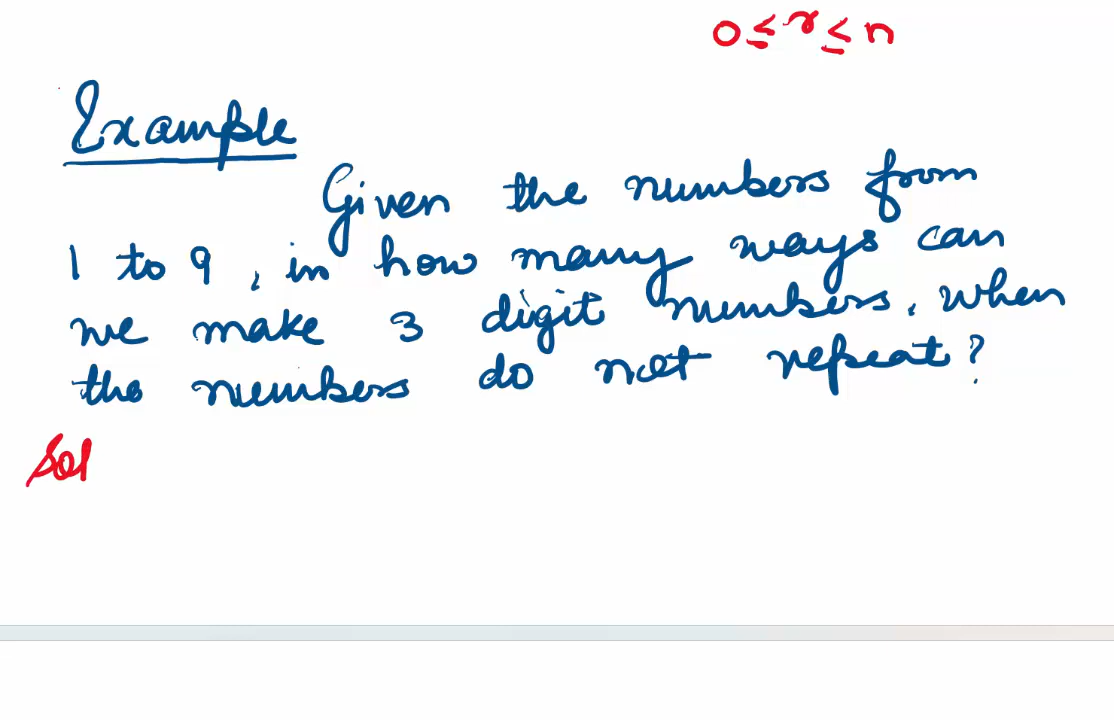 0 ≤ r ≤ n
Example
Given the numbers from
1 to 9, in how many ways can
we make 3 digit numbers, when
the numbers do not repeat?
Sol